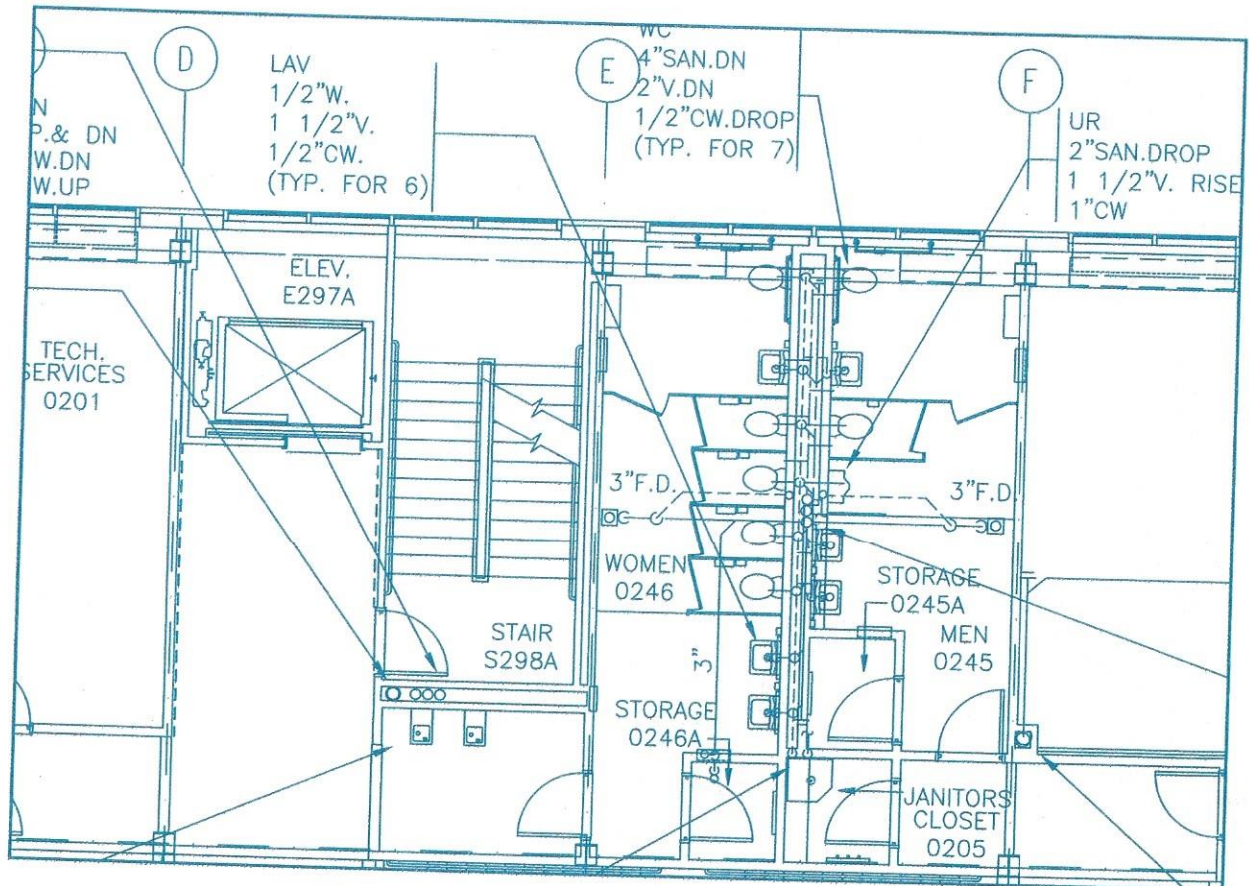 D
E
F
LAV
1/2"W.
1 1/2"V.
1/2"CW.
(TYP. FOR 6)
WC
4"SAN.DN
2"V.DN
1/2"CW.DROP
(TYP. FOR 7)
UR
2"SAN.DROP
1 1/2"V. RISE
1"CW
N
P.& DN
W.DN
W.UP
ELEV.
E297A
TECH.
SERVICES
0201
3"F.D.
3"F.D.
WOMEN
0246
STORAGE
0245A
MEN
0245
STAIR
S298A
3"
STORAGE
0246A
JANITORS
CLOSET
0205